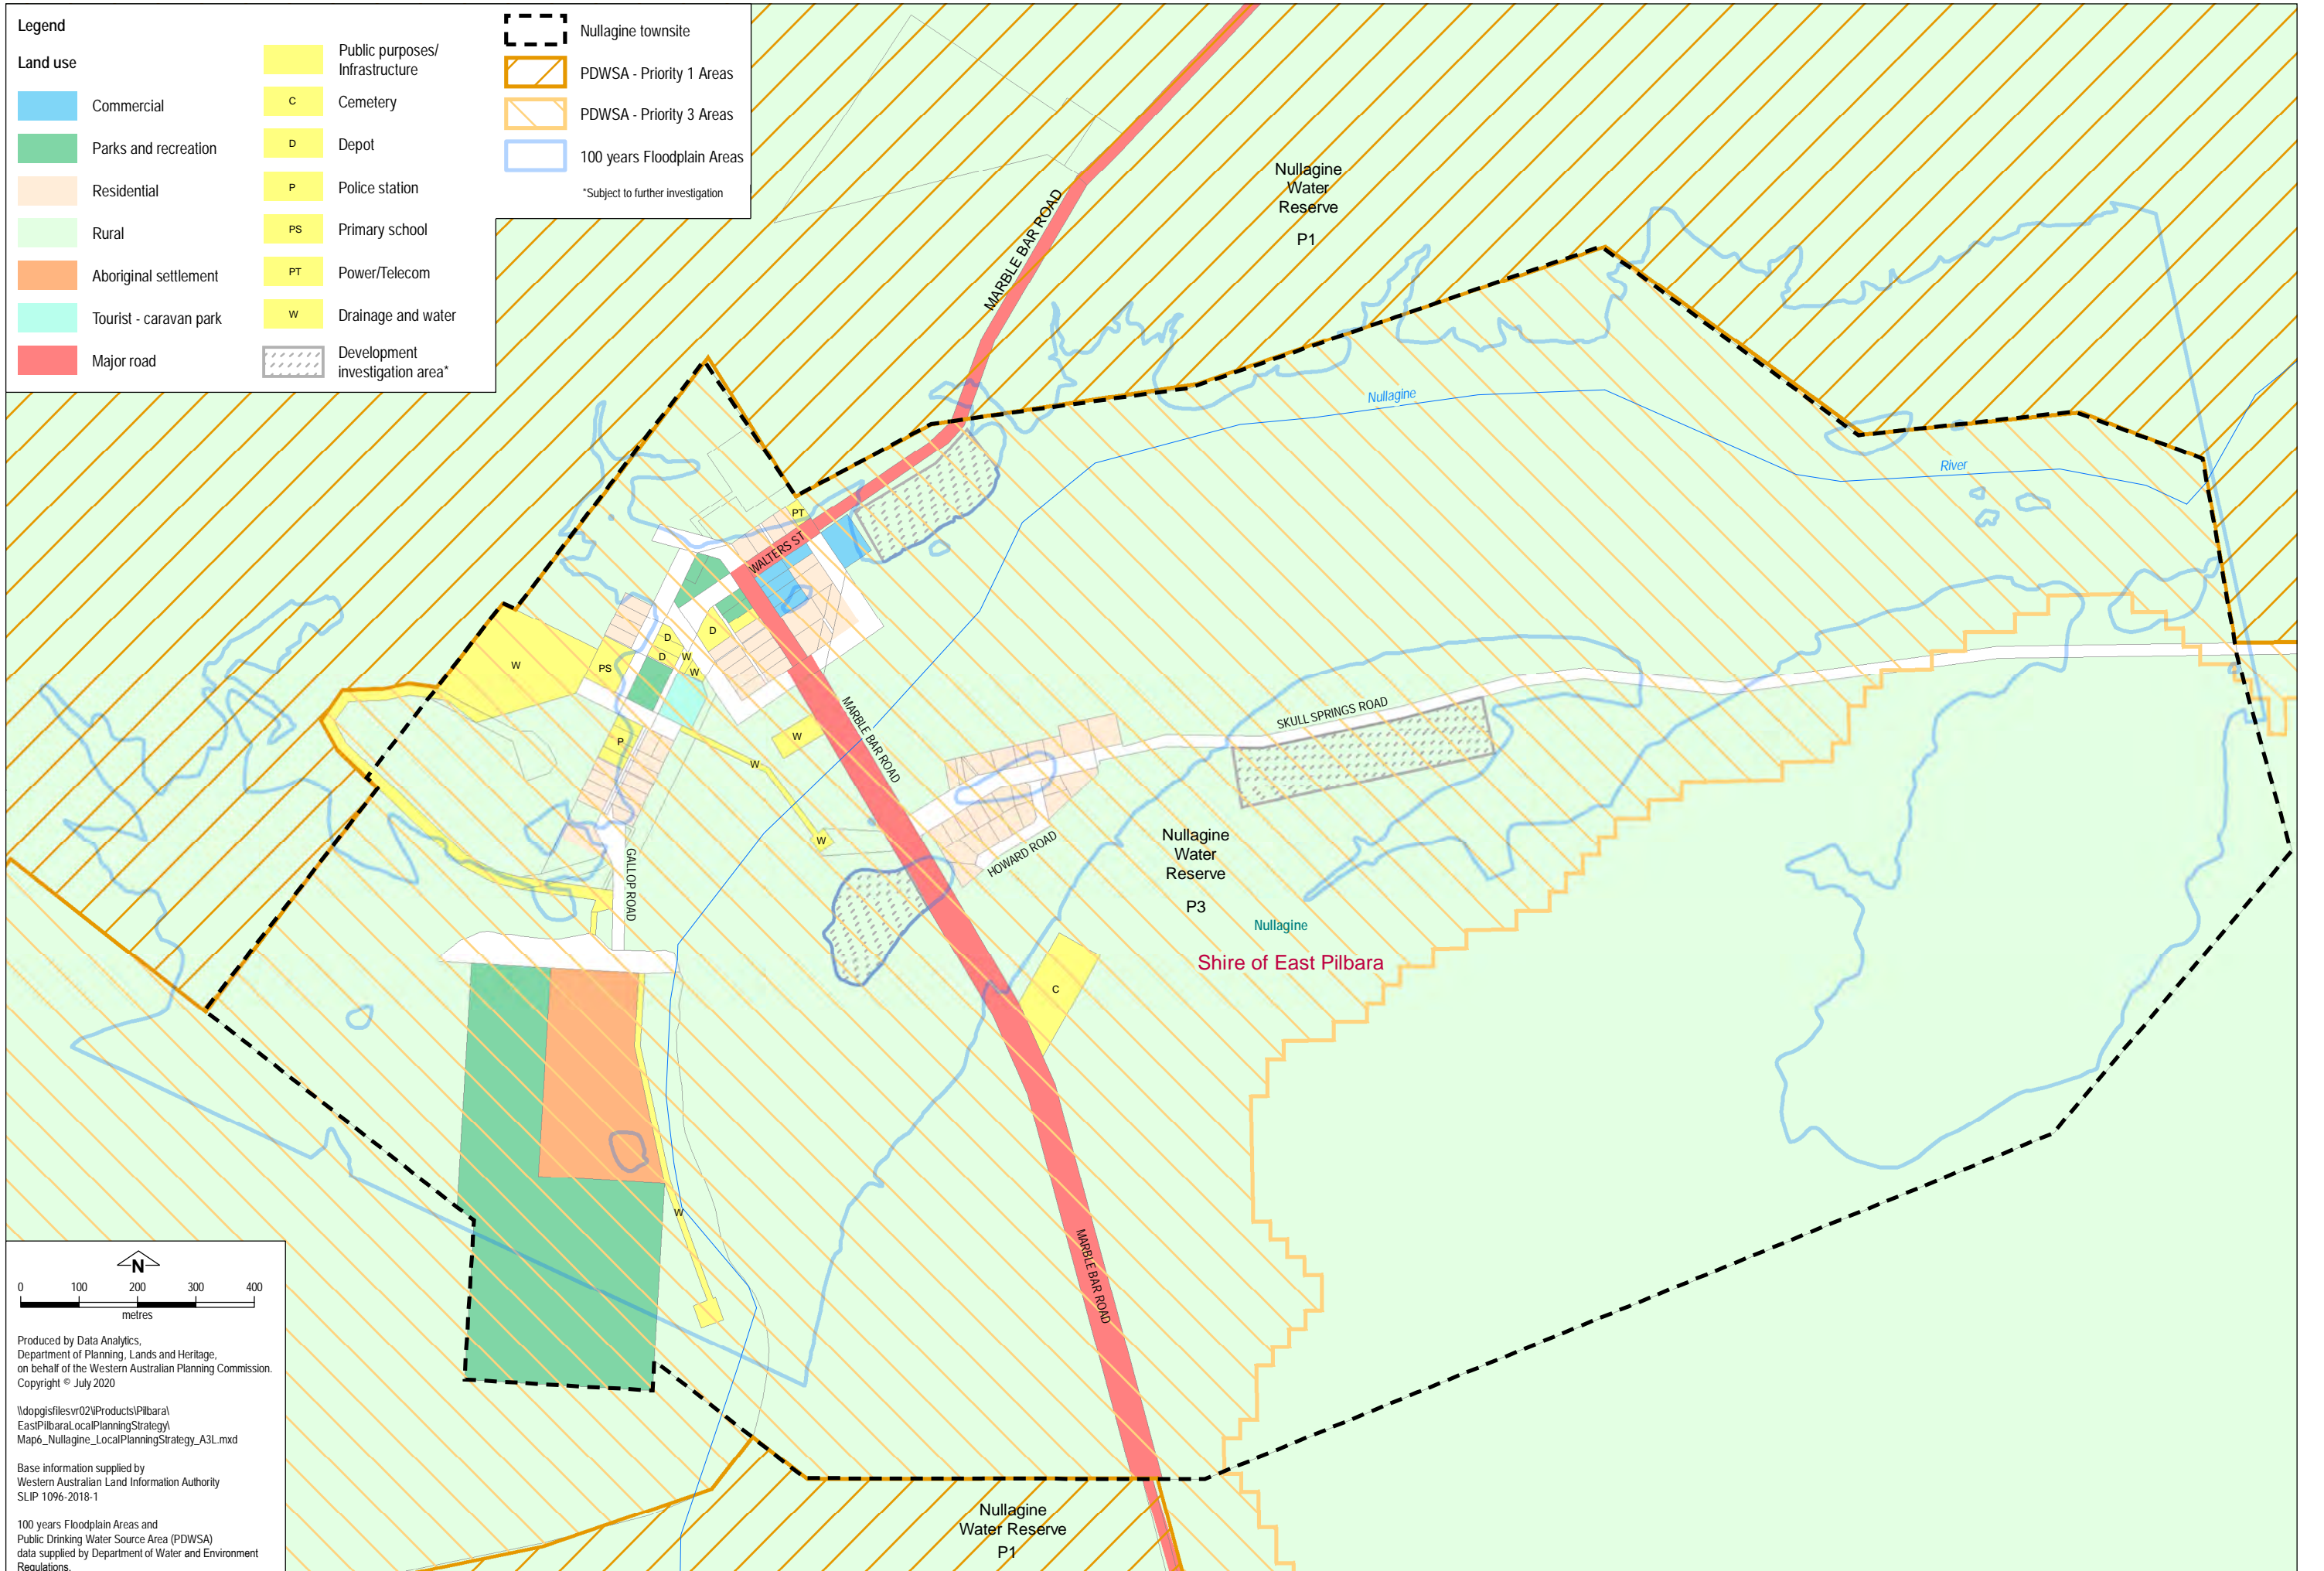 Legend
Land use
Commercial
Parks and recreation
Residential
Rural
Aboriginal settlement
Tourist - caravan park
Major road
Public purposes/
Infrastructure
C
Cemetery
D
Depot
P
Police station
PS
Primary school
PT
Power/Telecom
W
Drainage and water
Development
investigation area*
Nullagine townsite
PDWSA - Priority 1 Areas
PDWSA - Priority 3 Areas
100 years Floodplain Areas
*Subject to further investigation
MARBLE BAR ROAD
Nullagine
Water
Reserve
P1
Nullagine
River
PT
WALTERS ST
D
D
D
W
W
W
PS
P
W
W
W
MARBLE BAR ROAD
SKULL SPRINGS ROAD
HOWARD ROAD
GALLOP ROAD
Nullagine
Water
Reserve
P3
Nullagine
Shire of East Pilbara
C
W
MARBLE BAR ROAD
Nullagine
Water Reserve
P1
N
0 100 200 300 400
metres
Produced by Data Analytics,
Department of Planning, Lands and Heritage,
on behalf of the Western Australian Planning Commission.
Copyright © July 2020
\\dopgisfilesvr02\iProducts\Pilbara\
EastPilbaraLocalPlanningStrategy\
Map6_Nullagine_LocalPlanningStrategy_A3L.mxd
Base information supplied by
Western Australian Land Information Authority
SLIP 1096-2018-1
100 years Floodplain Areas and
Public Drinking Water Source Area (PDWSA)
data supplied by Department of Water and Environment
Regulations.